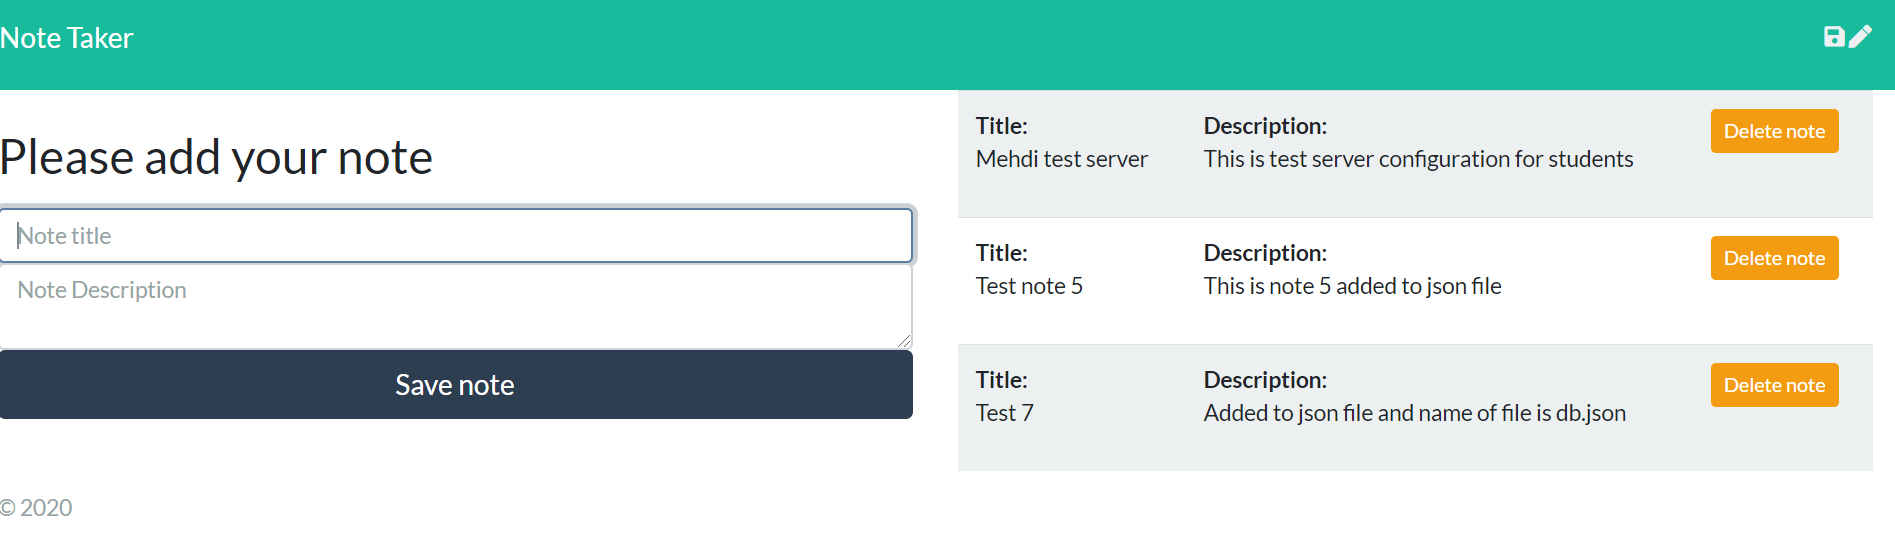 Note Taker
Please add your note
Note title
Note Description
Save note
Title:
Mehdi test server
Description:
This is test server configuration for students
Delete note
Title:
Test note 5
Description:
This is note 5 added to json file
Delete note
Title:
Test 7
Description:
Added to json file and name of file is db.json
Delete note
© 2020